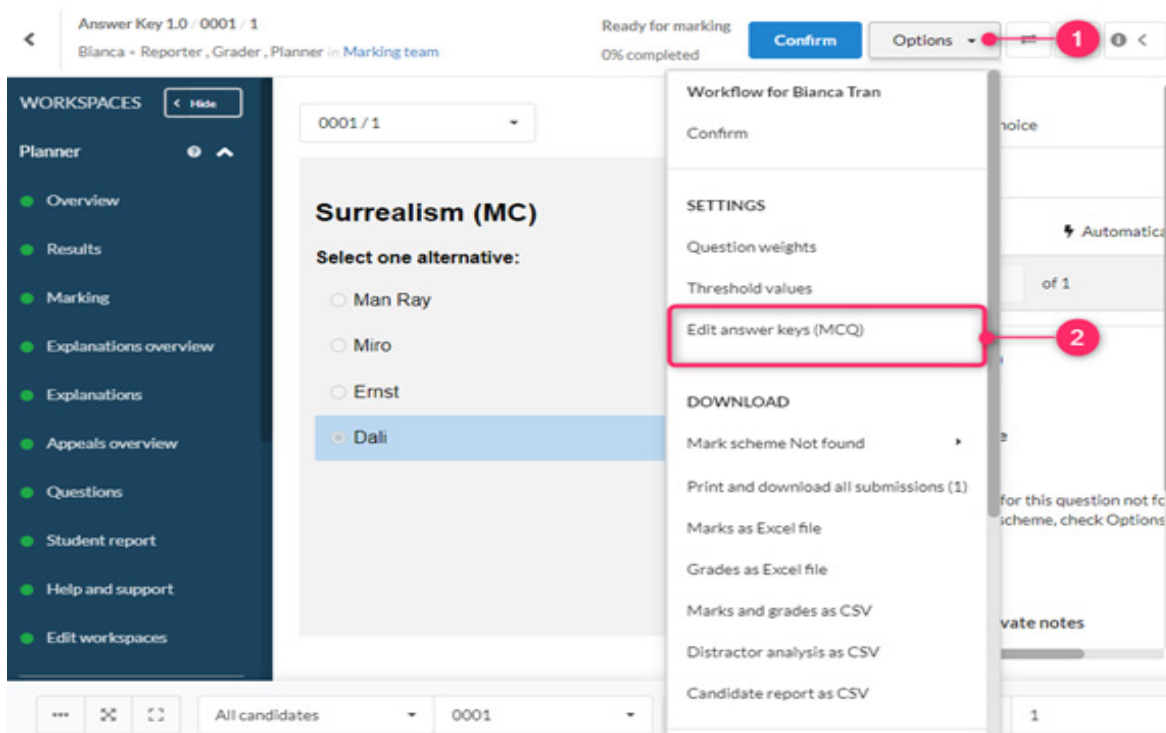 Answer Key 1.0 / 0001 / 1
Bianca • Reporter , Grader , Planner in Marking team
Ready for marking
0% completed
Confirm
Options
1
WORKSPACES
< Hide
Planner
Overview
Results
Marking
Explanations overview
Explanations
Appeals overview
Questions
Student report
Help and support
Edit workspaces
0001 / 1
Surrealism (MC)
Select one alternative:
Man Ray
Miro
Ernst
Dali
Workflow for Bianca Tran
Confirm
SETTINGS
Question weights
Threshold values
Edit answer keys (MCQ)
2
DOWNLOAD
Mark scheme Not found
Print and download all submissions (1)
Marks as Excel file
Grades as Excel file
Marks and grades as CSV
Distractor analysis as CSV
Candidate report as CSV
hoice
Automatica
of 1
for this question not fo
scheme, check Options
vate notes
All candidates
0001
1